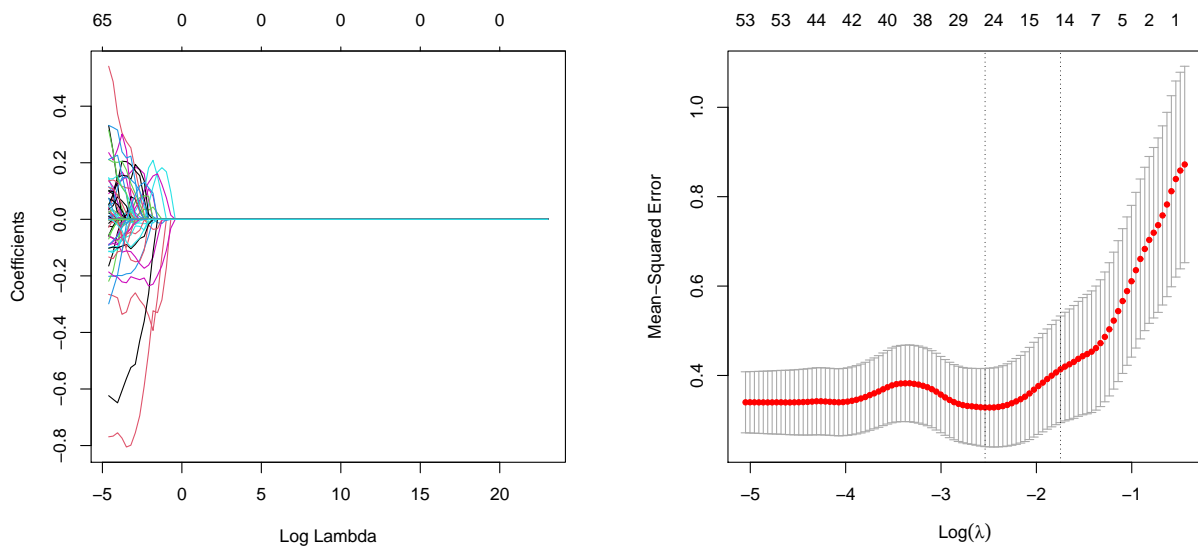 65 0 0 0 0 0
Coefficients
0.4
0.2
0.0
−0.2
−0.4
−0.6
−0.8
−5 0 5 10 15 20
Log Lambda
53 53 44 42 40 38 29 24 15 14 7 5 2 1
Mean−Squared Error
1.0
0.8
0.6
0.4
−5 −4 −3 −2 −1
Log(λ)